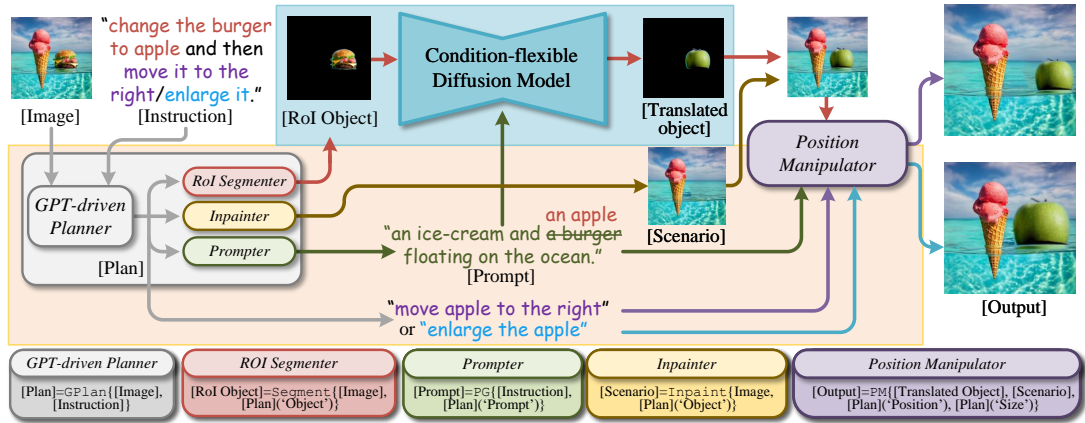 “change the burger
to apple and then
move it to the
right/enlarge it.”
[Image]
[Instruction]
[RoI Object]
Condition-flexible
Diffusion Model
[Translated
object]
Position
Manipulator
GPT-driven
Planner
[Plan]
RoI Segmenter
Inpainter
Prompter
[Scenario]
an apple
“an ice-cream and a burger
floating on the ocean.”
[Prompt]
“move apple to the right”
or “enlarge the apple”
[Output]
GPT-driven Planner
[Plan]=GPlan{[Image],
[Instruction]}
ROI Segmenter
[RoI Object]=Segment{[Image],
[Plan](‘Object’)}
Prompter
[Prompt]=PG{[Instruction],
[Plan](‘Prompt’)}
Inpainter
[Scenario]=Inpaint{Image,
[Plan](‘Object’)}
Position Manipulator
[Output]=PM{[Translated Object], [Scenario],
[Plan](‘Position’), [Plan](‘Size’)}